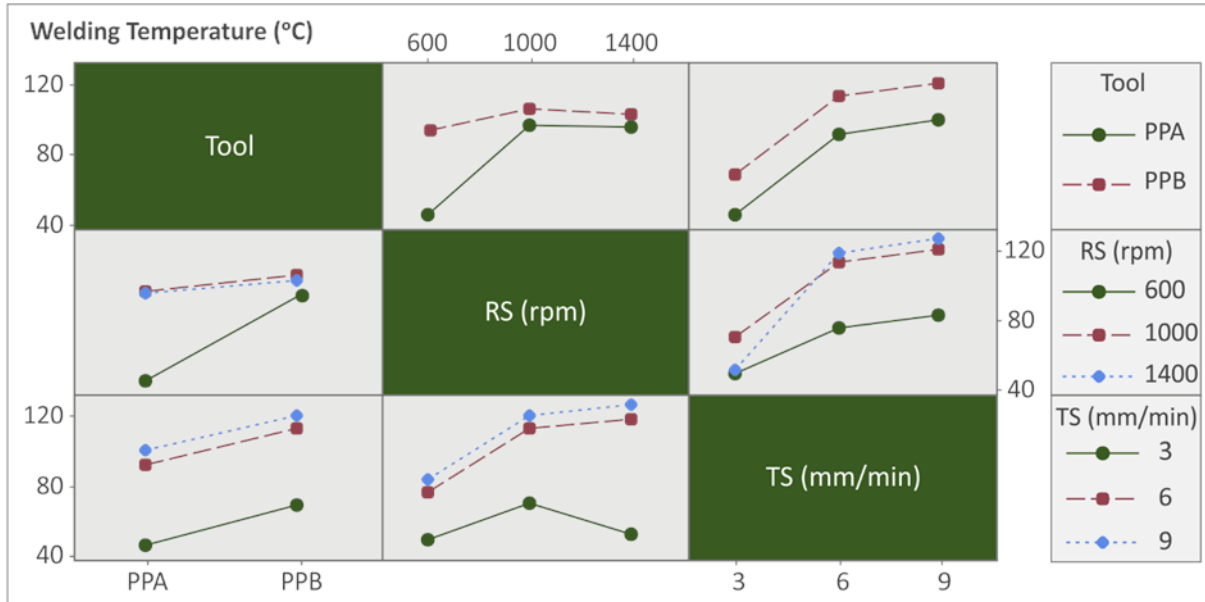 Welding Temperature (°C)
600 1000 1400
120
80
40
Tool
Tool
PPA
PPB
RS (rpm)
120
80
40
RS (rpm)
600
1000
1400
120
80
40
TS (mm/min)
TS (mm/min)
3
6
9
PPA PPB 3 6 9